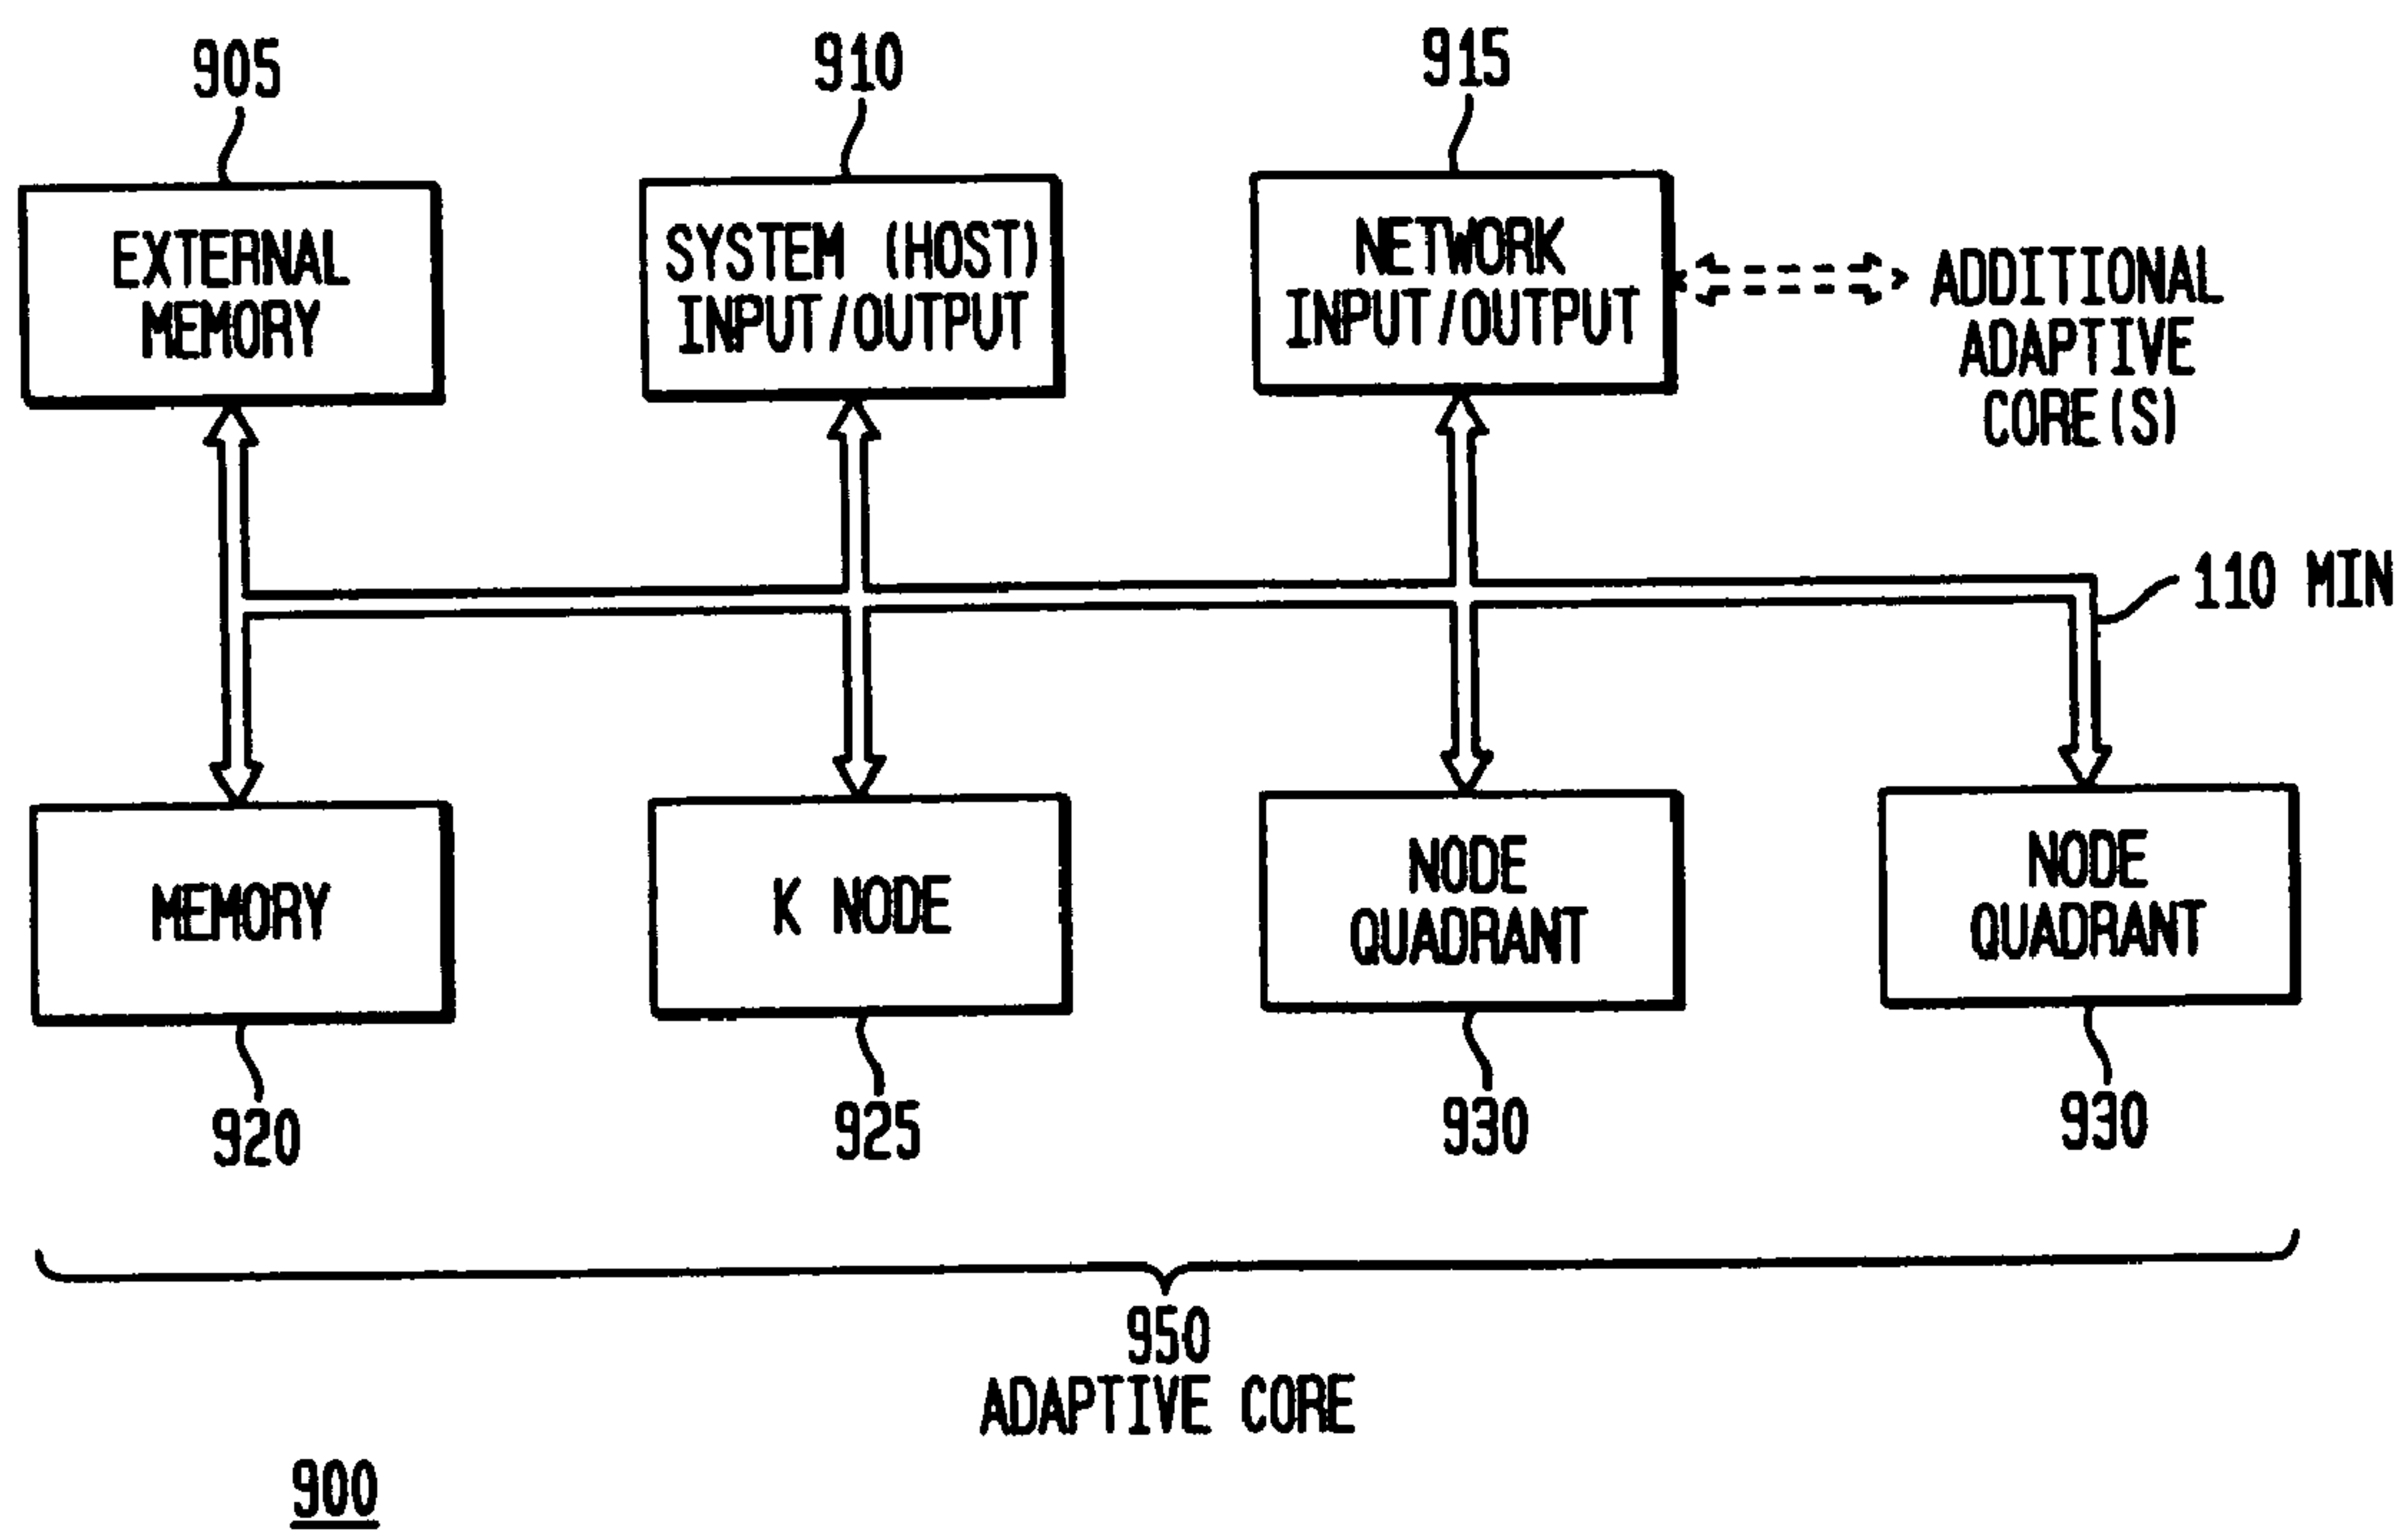 905
910
915
EXTERNAL
MEMORY
SYSTEM (HOST)
INPUT/OUTPUT
NETWORK
INPUT/OUTPUT
ADDITIONAL
ADAPTIVE
CORE(S)
110 MIN
MEMORY
K NODE
NODE
QUADRANT
NODE
QUADRANT
920
925
930
930
950
ADAPTIVE CORE
900